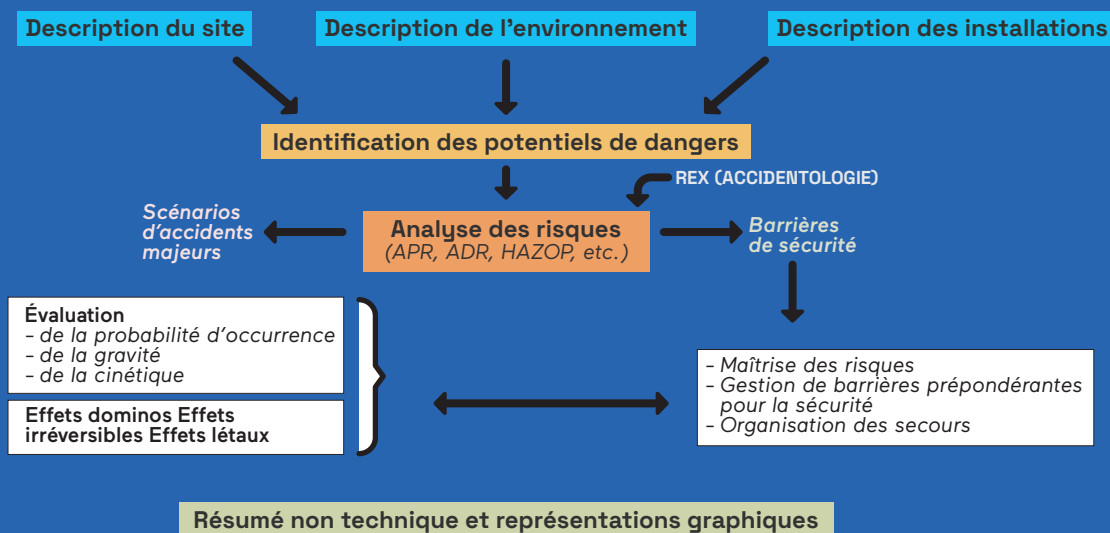 Description du site
Description de l'environnement
Description des installations
Identification des potentiels de dangers
REX (ACCIDENTOLOGIE)
Scénarios
d'accidents
majeurs
Analyse des risques
(APR, ADR, HAZOP, etc.)
Barrières
de sécurité
Évaluation
- de la probabilité d'occurrence
- de la gravité
- de la cinétique
Effets dominos Effets
irréversibles Effets létaux
- Maîtrise des risques
- Gestion de barrières prépondérantes
pour la sécurité
- Organisation des secours
Résumé non technique et représentations graphiques